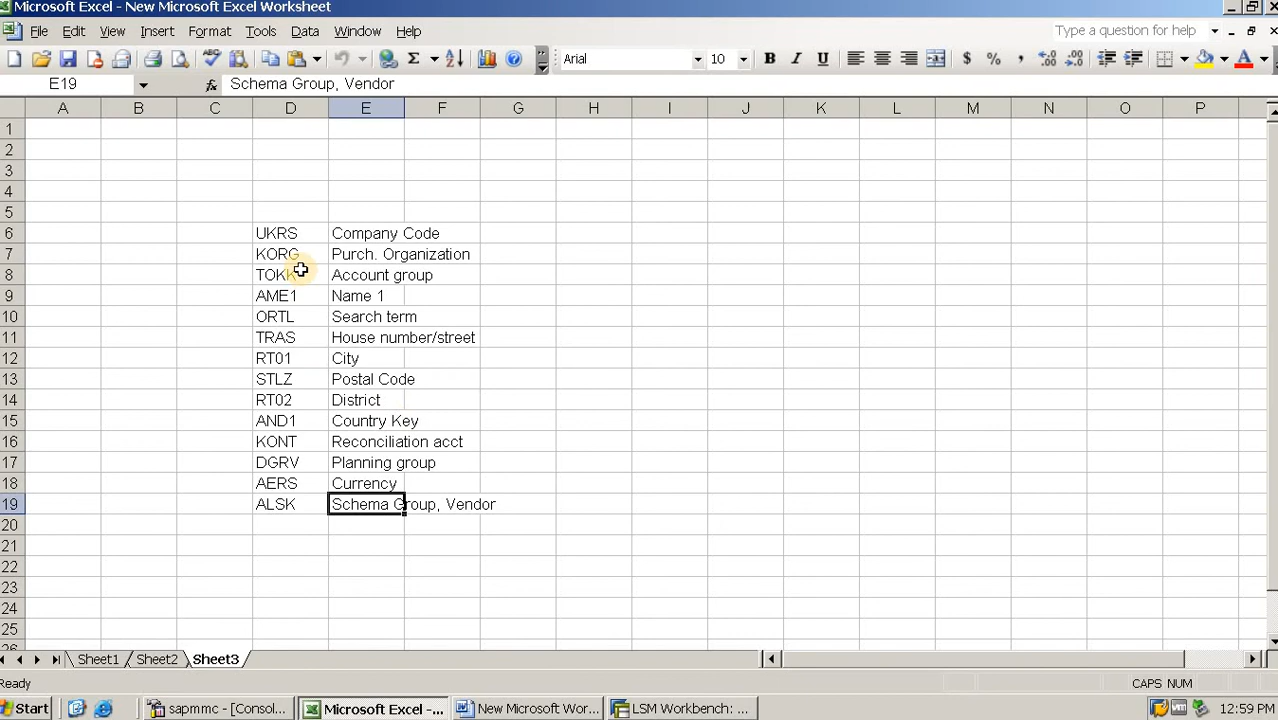 Microsoft Excel - New Microsoft Excel Worksheet
File Edit View Insert Format Tools Data Window Help
Type a question for help
Arial 10 B I U $ % ,
E19 fx Schema Group, Vendor
A B C D E F G H I J K L M N O P
1
2
3
4
5
6 UKRS Company Code
7 KORG Purch. Organization
8 TOKK Account group
9 AME1 Name 1
10 ORTL Search term
11 TRAS House number/street
12 RT01 City
13 STLZ Postal Code
14 RT02 District
15 AND1 Country Key
16 KONT Reconciliation acct
17 DGRV Planning group
18 AERS Currency
19 ALSK Schema Group, Vendor
20
21
22
23
24
25
26
Sheet1 Sheet2 Sheet3
Ready
CAPS NUM
Start sapmmc - [Consol... Microsoft Excel -... New Microsoft Wor... LSM Workbench: ... 12:59 PM